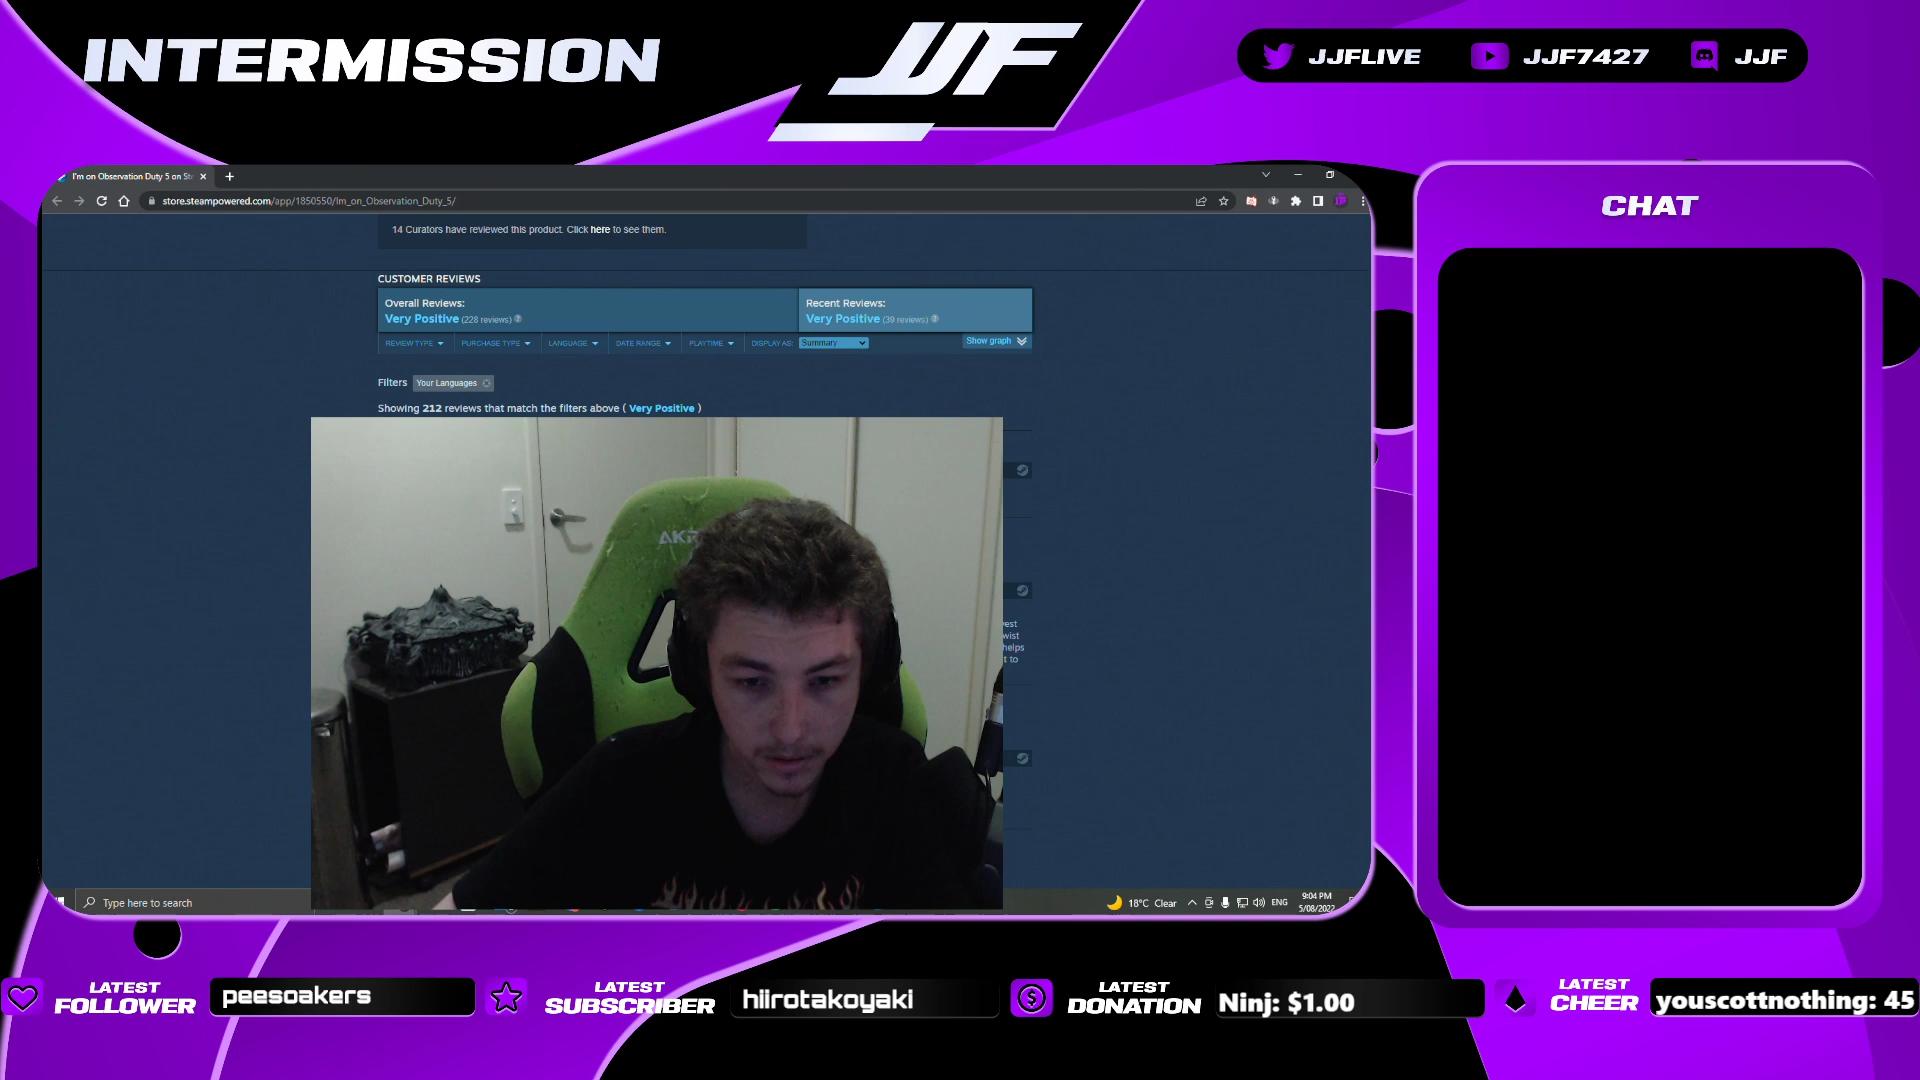 INTERMISSION
JJF
JJFLIVE
JJF7427
JJF
I'm on Observation Duty 5 on St
store.steampowered.com/app/1850550/Im_on_Observation_Duty_5/
CHAT
14 Curators have reviewed this product. Click here to see them.
CUSTOMER REVIEWS
Overall Reviews:
Very Positive (228 reviews)
Recent Reviews:
Very Positive (39 reviews)
REVIEW TYPE PURCHASE TYPE LANGUAGE DATE RANGE PLAYTIME DISPLAY AS: Summary Show graph
Filters Your Languages
Showing 212 reviews that match the filters above ( Very Positive )
AKR
helps
t to
Type here to search
18°C Clear
ENG
9:04 PM
5/08/2022
LATEST
FOLLOWER
peesoakers
LATEST
SUBSCRIBER
hiirotakoyaki
LATEST
DONATION
Ninj: $1.00
LATEST
CHEER
youscottnothing: 45